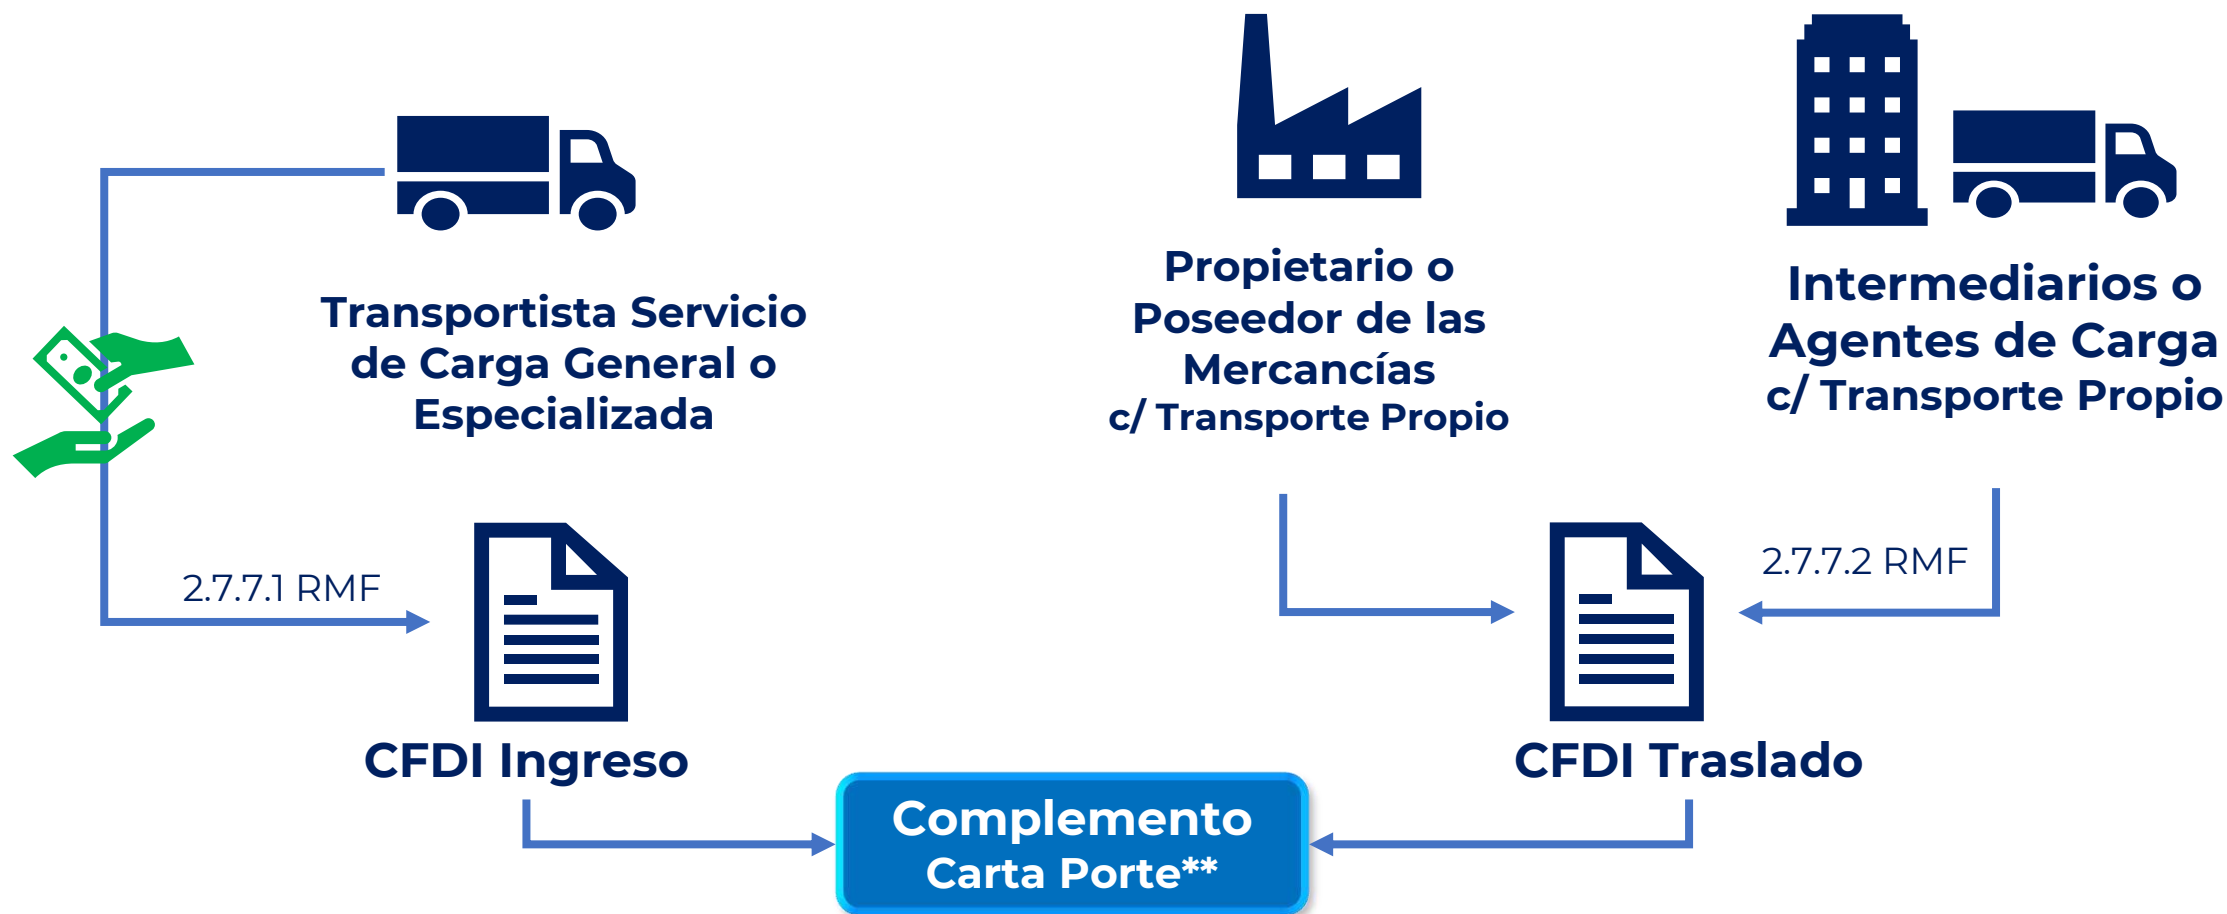 Transportista Servicio
de Carga General o
Especializada
Propietario o
Poseedor de las
Mercancías
c/ Transporte Propio
Intermediarios o
Agentes de Carga
c/ Transporte Propio
2.7.7.1 RMF
2.7.7.2 RMF
CFDI Ingreso
CFDI Traslado
Complemento
Carta Porte**